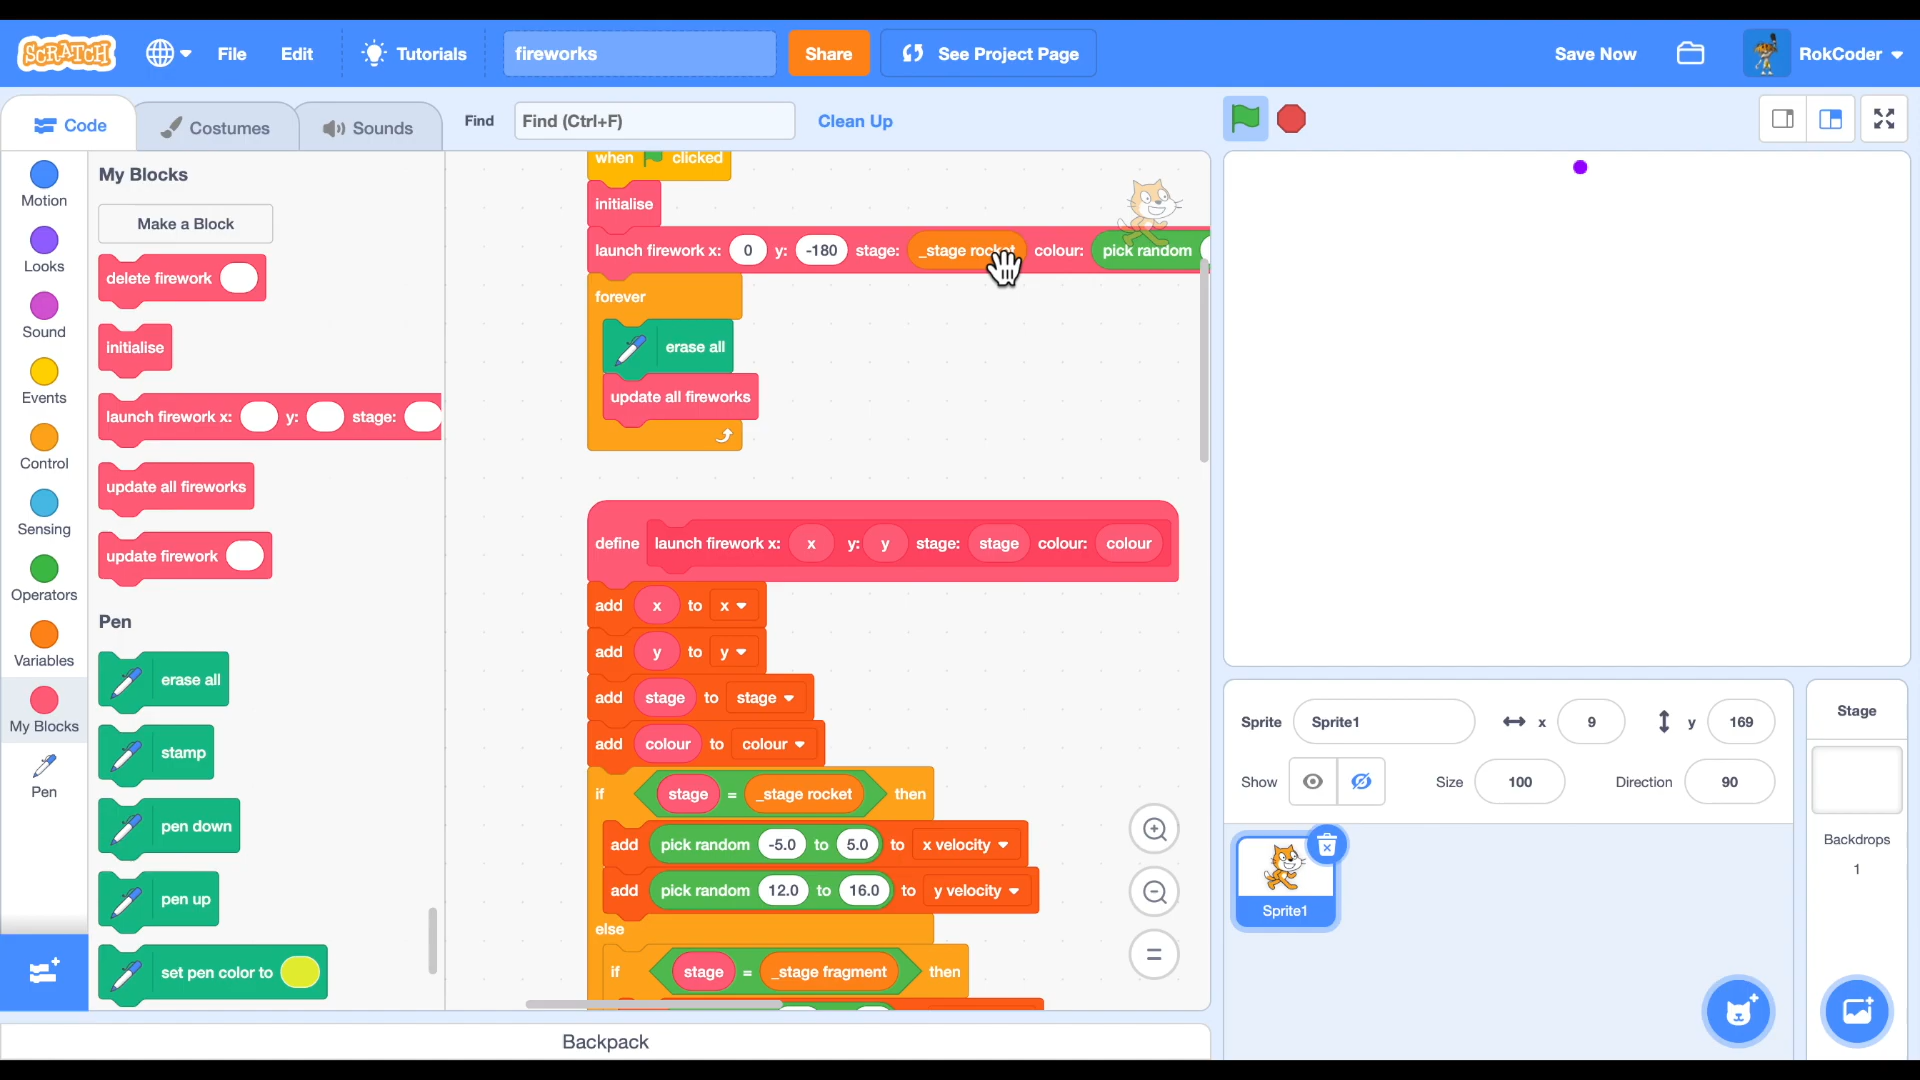 SCRATCH File Edit Tutorials fireworks Share See Project Page Save Now RokCoder
Code Costumes Sounds Find Find (Ctrl+F) Clean Up
Motion
Looks
Sound
Events
Control
Sensing
Operators
Variables
My Blocks
Pen
My Blocks
Make a Block
delete firework
initialise
launch firework x: y: stage:
update all fireworks
update firework
Pen
erase all
stamp
pen down
pen up
set pen color to
when clicked
initialise
launch firework x: 0 y: -180 stage: _stage rocket colour: pick random
forever
erase all
update all fireworks
define launch firework x: x y: y stage: stage colour: colour
add x to x
add y to y
add stage to stage
add colour to colour
if stage = _stage rocket then
add pick random -5.0 to 5.0 to x velocity
add pick random 12.0 to 16.0 to y velocity
else
if stage = _stage fragment then
Backpack
Sprite Sprite1 x 9 y 169
Show Size 100 Direction 90
Sprite1
Stage
Backdrops
1